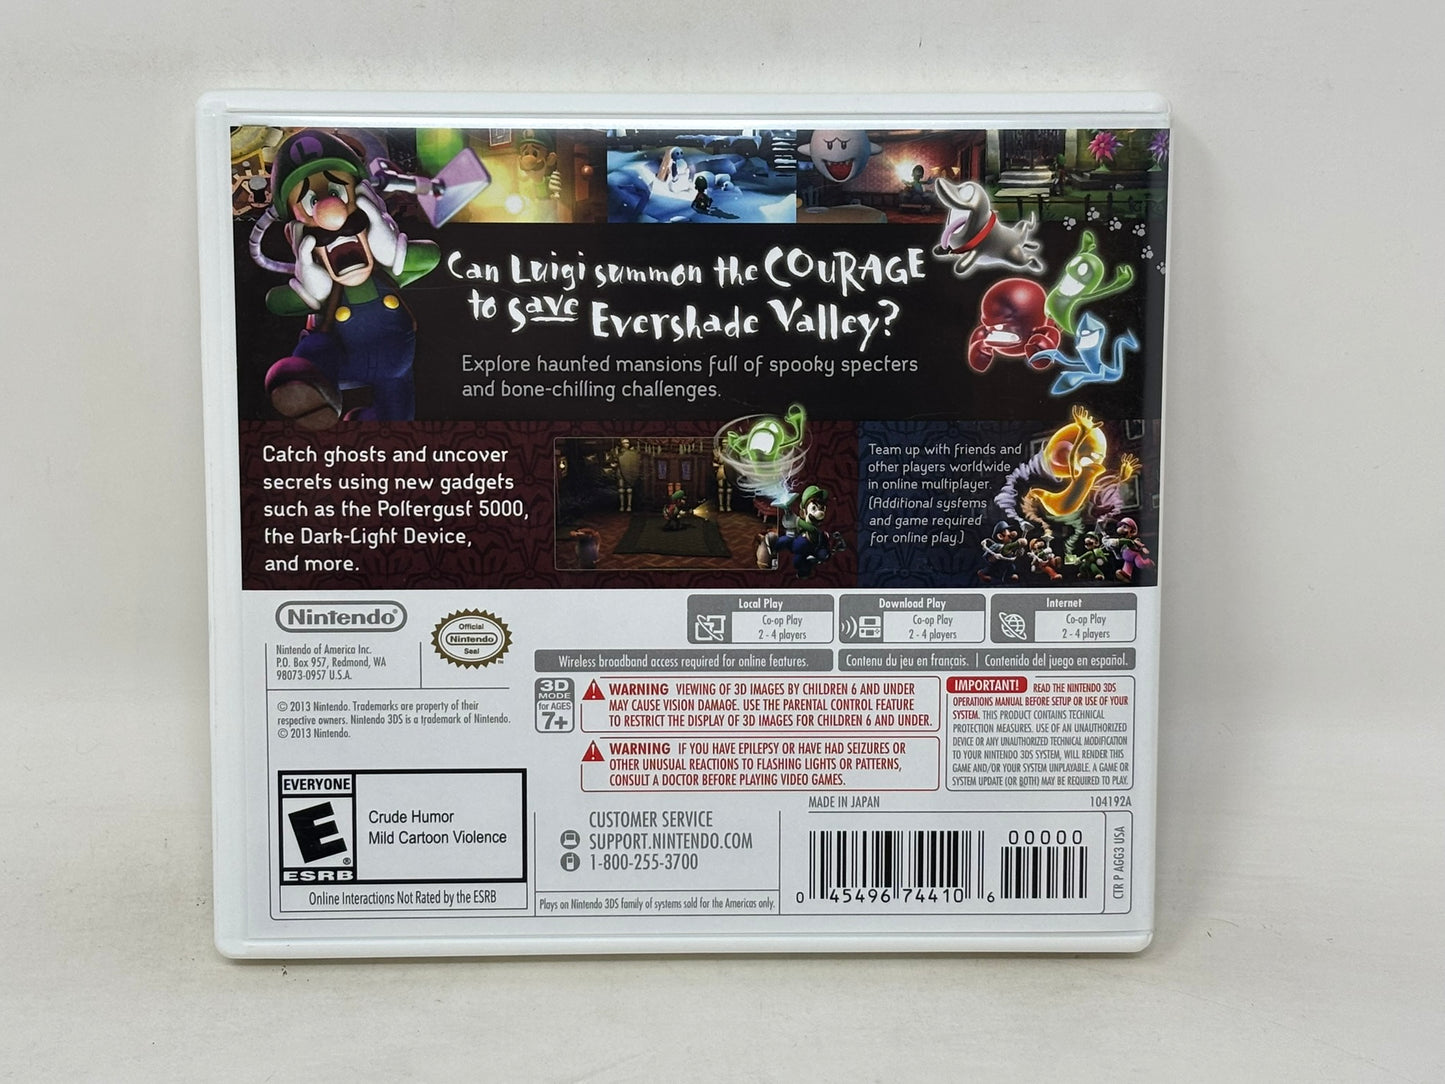 Can Luigi summon the COURAGE
to save Evershade Valley?
Explore haunted mansions full of spooky specters
and bone-chilling challenges.
Catch ghosts and uncover
secrets using new gadgets
such as the Poltergust 5000,
the Dark-Light Device,
and more.
Team up with friends and
other players worldwide
in online multiplayer.
(Additional systems
and game required
for online play.)
Nintendo
Official
Nintendo
Seal
TM
Nintendo of America Inc.
P.O. Box 957, Redmond, WA
98073-0957 U.S.A.
Local Play
Co-op Play
2 - 4 players
Download Play
Co-op Play
2 - 4 players
Internet
Co-op Play
2 - 4 players
Wireless broadband access required for online features.
Contenu du jeu en français. | Contenido del juego en español.
© 2013 Nintendo. Trademarks are property of their
respective owners. Nintendo 3DS is a trademark of Nintendo.
© 2013 Nintendo.
3D
MODE
for AGES
7+
WARNING VIEWING OF 3D IMAGES BY CHILDREN 6 AND UNDER
MAY CAUSE VISION DAMAGE. USE THE PARENTAL CONTROL FEATURE
TO RESTRICT THE DISPLAY OF 3D IMAGES FOR CHILDREN 6 AND UNDER.
WARNING IF YOU HAVE EPILEPSY OR HAVE HAD SEIZURES OR
OTHER UNUSUAL REACTIONS TO FLASHING LIGHTS OR PATTERNS,
CONSULT A DOCTOR BEFORE PLAYING VIDEO GAMES.
IMPORTANT! READ THE NINTENDO 3DS
OPERATIONS MANUAL BEFORE SETUP OR USE OF YOUR
SYSTEM. THIS PRODUCT CONTAINS TECHNICAL
PROTECTION MEASURES. USE OF AN UNAUTHORIZED
DEVICE OR ANY UNAUTHORIZED TECHNICAL MODIFICATION
TO YOUR NINTENDO 3DS SYSTEM, WILL RENDER THIS
GAME AND/OR YOUR SYSTEM UNPLAYABLE. A GAME OR
SYSTEM UPDATE (OR BOTH) MAY BE REQUIRED TO PLAY.
EVERYONE
E
®
ESRB
Crude Humor
Mild Cartoon Violence
Online Interactions Not Rated by the ESRB
CUSTOMER SERVICE
SUPPORT.NINTENDO.COM
1-800-255-3700
Plays on Nintendo 3DS family of systems sold for the Americas only.
MADE IN JAPAN
104192A
00000
0 45496 74410 6
CTR P AGG3 USA